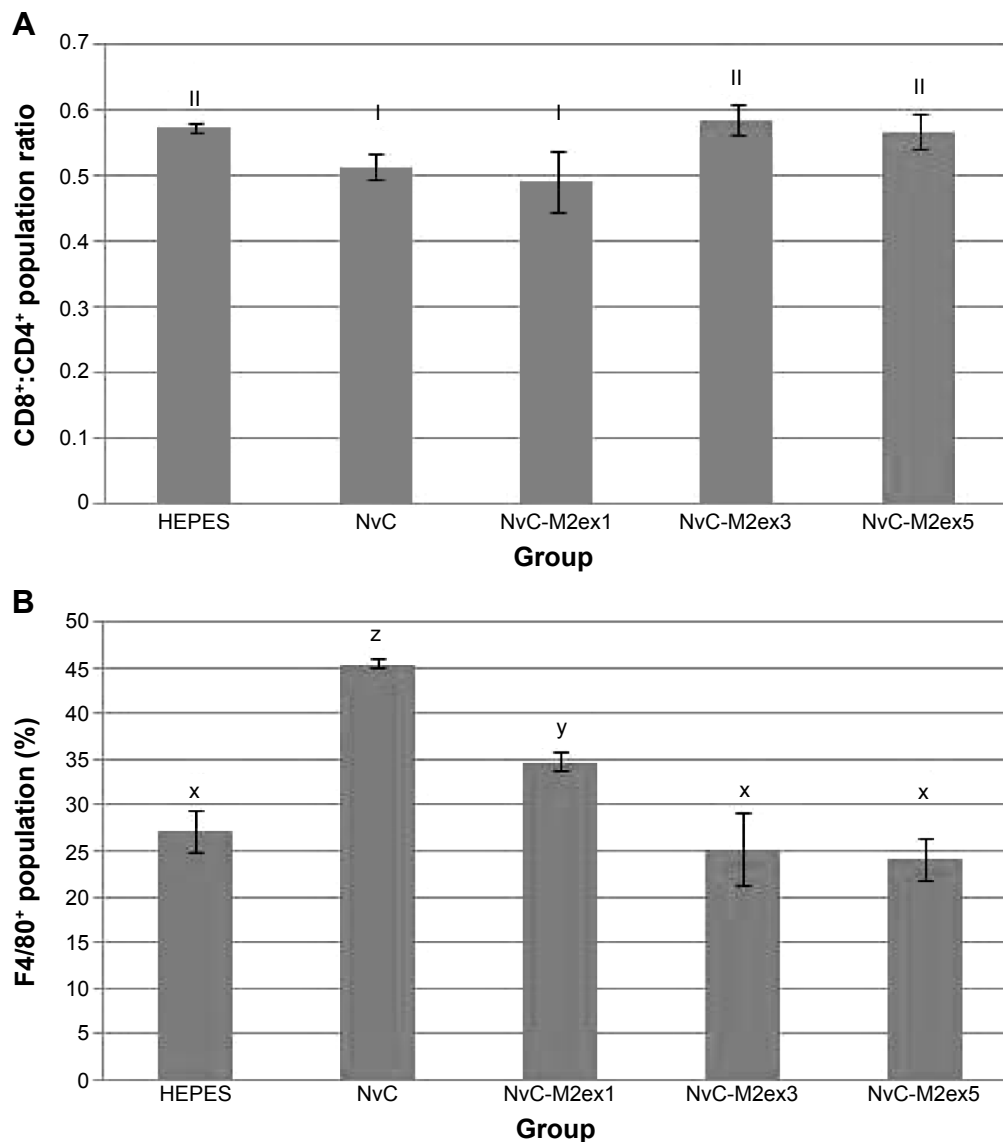 A
CD8⁺:CD4⁺ population ratio
0.7
0.6
0.5
0.4
0.3
0.2
0.1
0
II
I
I
II
II
HEPES NvC NvC-M2ex1 NvC-M2ex3 NvC-M2ex5
Group
B
F4/80⁺ population (%)
50
45
40
35
30
25
20
15
10
5
0
x
z
y
x
x
HEPES NvC NvC-M2ex1 NvC-M2ex3 NvC-M2ex5
Group